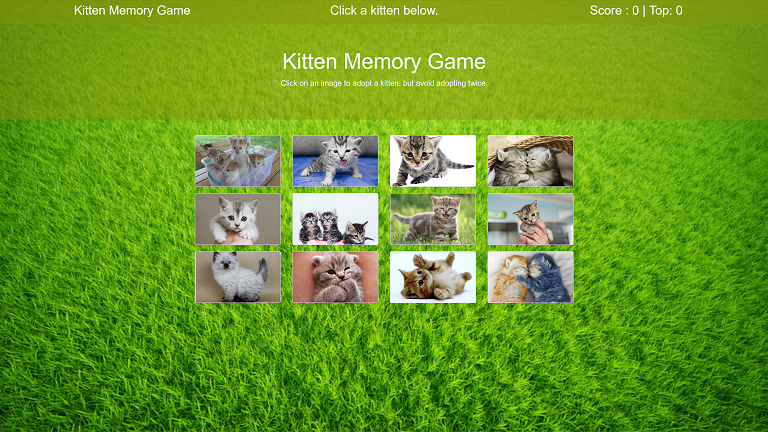 Kitten Memory Game
Click a kitten below.
Score : 0 | Top: 0
Kitten Memory Game
Click on an image to adopt a kitten, but avoid adopting twice.